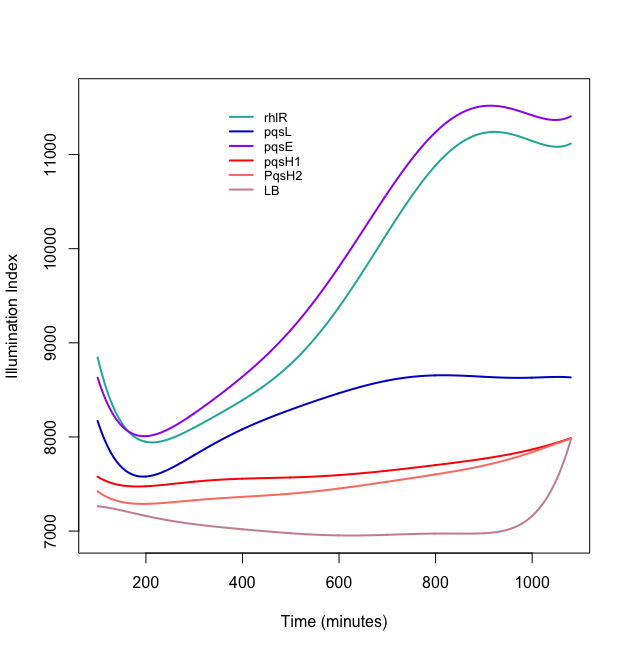 rhlR
pqsL
pqsE
pqsH1
PqsH2
LB
Illumination Index
11000
10000
9000
8000
7000
200 400 600 800 1000
Time (minutes)